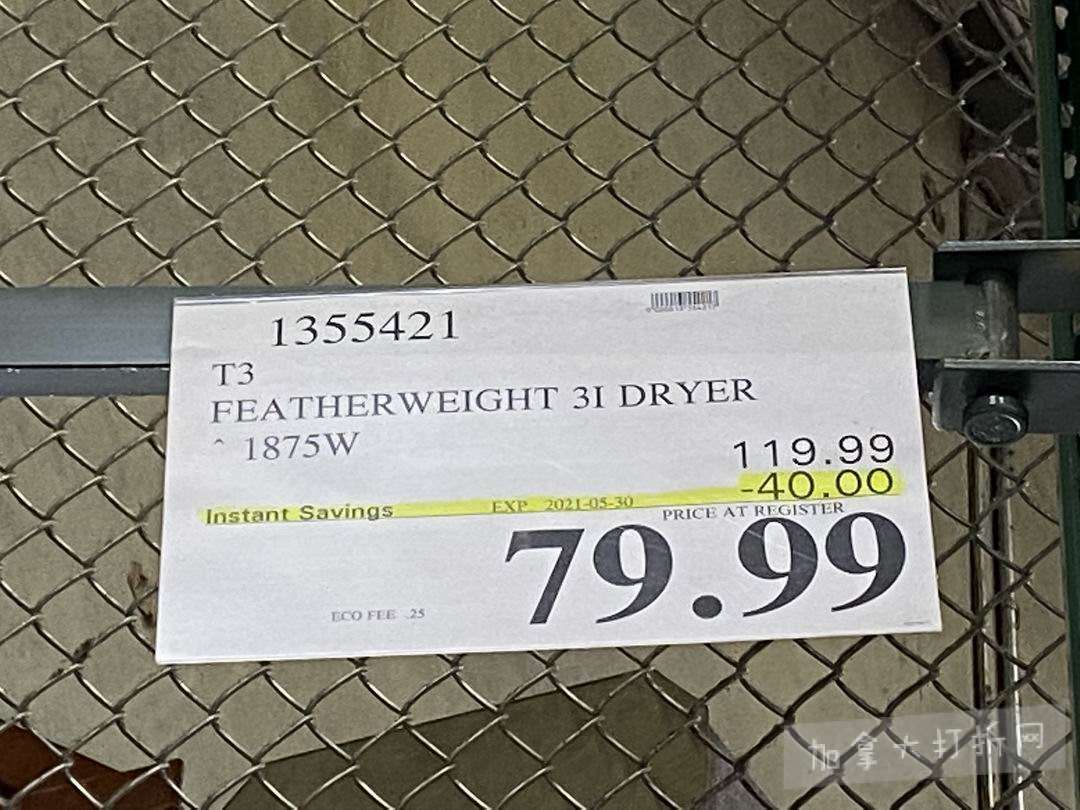 1355421
T3
FEATHERWEIGHT 3I DRYER
^ 1875W
119.99
-40.00
Instant Savings EXP 2021-05-30
PRICE AT REGISTER
79.99
ECO FEE .25
加拿大打折网